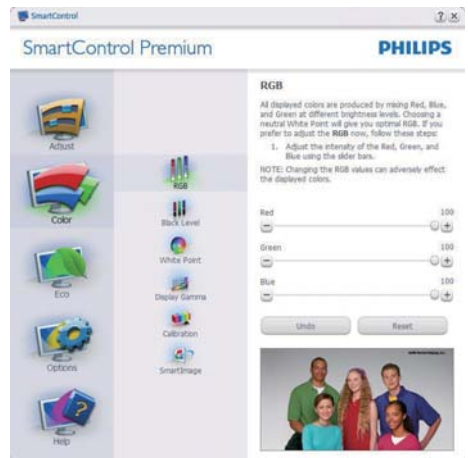 SmartControl
SmartControl Premium
PHILIPS
Adjust
Color
Eco
Options
Help
RGB
Black Level
White Point
Display Gamma
Calibration
SmartImage
RGB
All displayed colors are produced by mixing Red, Blue,
and Green at different brightness levels. Choosing a
neutral White Point will give you optimal RGB. If you
prefer to adjust the RGB now, follow these steps:
1. Adjust the intensity of the Red, Green, and
Blue using the slider bars.
NOTE: Changing the RGB values can adversely effect
the displayed colors.
Red 100
Green 100
Blue 100
Undo Reset